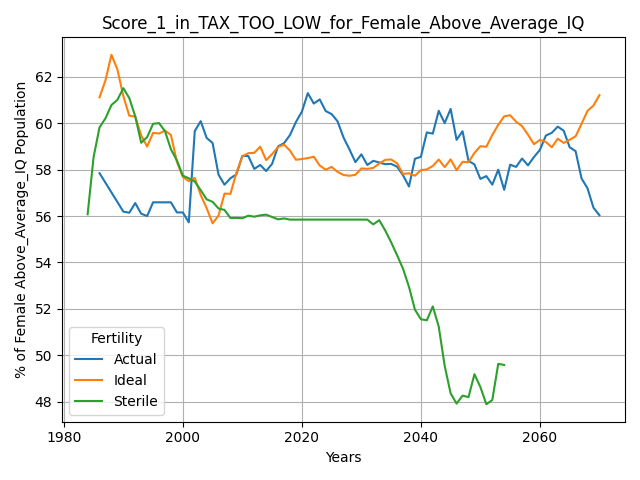 Score_1_in_TAX_TOO_LOW_for_Female_Above_Average_IQ
% of Female Above_Average_IQ Population
62
60
58
56
54
52
50
48
Fertility
Actual
Ideal
Sterile
1980
2000
2020
2040
2060
Years